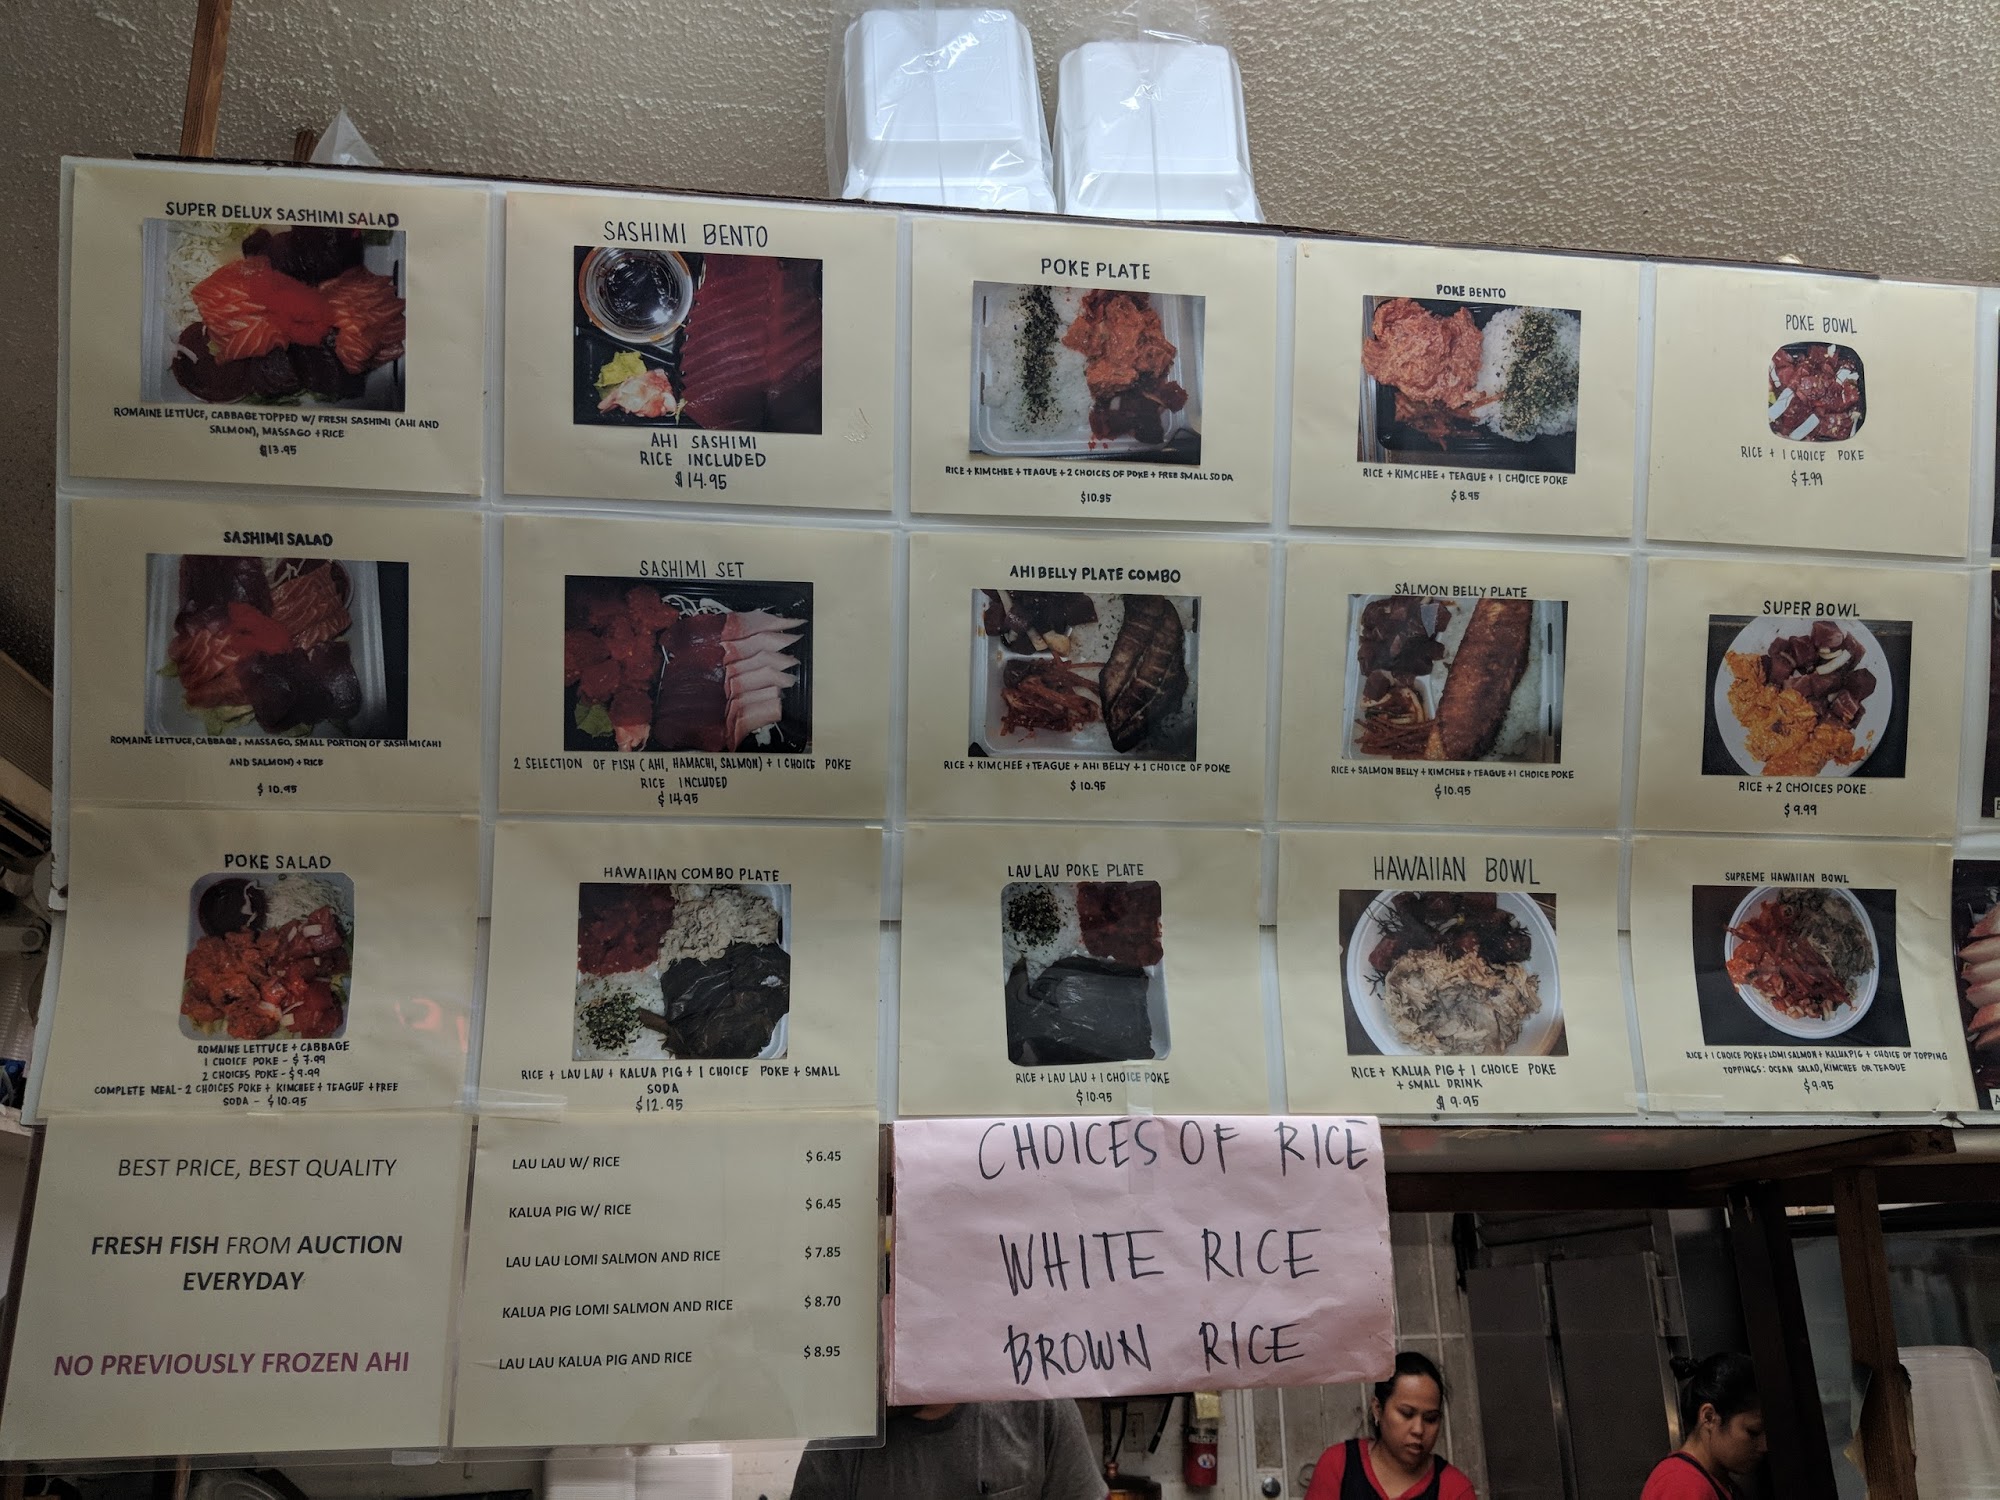 SUPER DELUX SASHIMI SALAD
ROMAINE LETTUCE, CABBAGE TOPPED W/ FRESH SASHIMI (AHI AND
SALMON), MASSAGO + RICE
$13.95
SASHIMI BENTO
AHI SASHIMI
RICE INCLUDED
$14.95
POKE PLATE
RICE + KIMCHEE + TEAGUE + 2 CHOICES OF POKE + FREE SMALL SODA
$10.95
POKE BENTO
RICE + KIMCHEE + TEAGUE + 1 CHOICE POKE
$8.95
POKE BOWL
RICE + 1 CHOICE POKE
$7.99
SASHIMI SALAD
ROMAINE LETTUCE, CABBAGE, MASSAGO, SMALL PORTION OF SASHIMI (AHI
AND SALMON) + RICE
$10.95
SASHIMI SET
2 SELECTION OF FISH (AHI, HAMACHI, SALMON) + 1 CHOICE POKE
RICE INCLUDED
$14.95
AHI BELLY PLATE COMBO
RICE + KIMCHEE + TEAGUE + AHI BELLY + 1 CHOICE OF POKE
$10.95
SALMON BELLY PLATE
RICE + SALMON BELLY + KIMCHEE + TEAGUE + 1 CHOICE POKE
$10.95
SUPER BOWL
RICE + 2 CHOICES POKE
$9.99
POKE SALAD
ROMAINE LETTUCE + CABBAGE
1 CHOICE POKE - $7.99
2 CHOICES POKE - $9.99
COMPLETE MEAL - 2 CHOICES POKE + KIMCHEE + TEAGUE + FREE
SODA - $10.95
HAWAIIAN COMBO PLATE
RICE + LAU LAU + KALUA PIG + 1 CHOICE POKE + SMALL
SODA
$12.95
LAU LAU POKE PLATE
RICE + LAU LAU + 1 CHOICE POKE
$10.95
HAWAIIAN BOWL
RICE + KALUA PIG + 1 CHOICE POKE
+ SMALL DRINK
$9.95
SUPREME HAWAIIAN BOWL
RICE + 1 CHOICE POKE + LOMI SALMON + KALUA PIG + CHOICE OF TOPPING
TOPPINGS: OCEAN SALAD, KIMCHEE OR TEAGUE
$9.95
BEST PRICE, BEST QUALITY
FRESH FISH FROM AUCTION
EVERYDAY
NO PREVIOUSLY FROZEN AHI
LAU LAU W/ RICE $6.45
KALUA PIG W/ RICE $6.45
LAU LAU LOMI SALMON AND RICE $7.85
KALUA PIG LOMI SALMON AND RICE $8.70
LAU LAU KALUA PIG AND RICE $8.95
CHOICES OF RICE
WHITE RICE
BROWN RICE